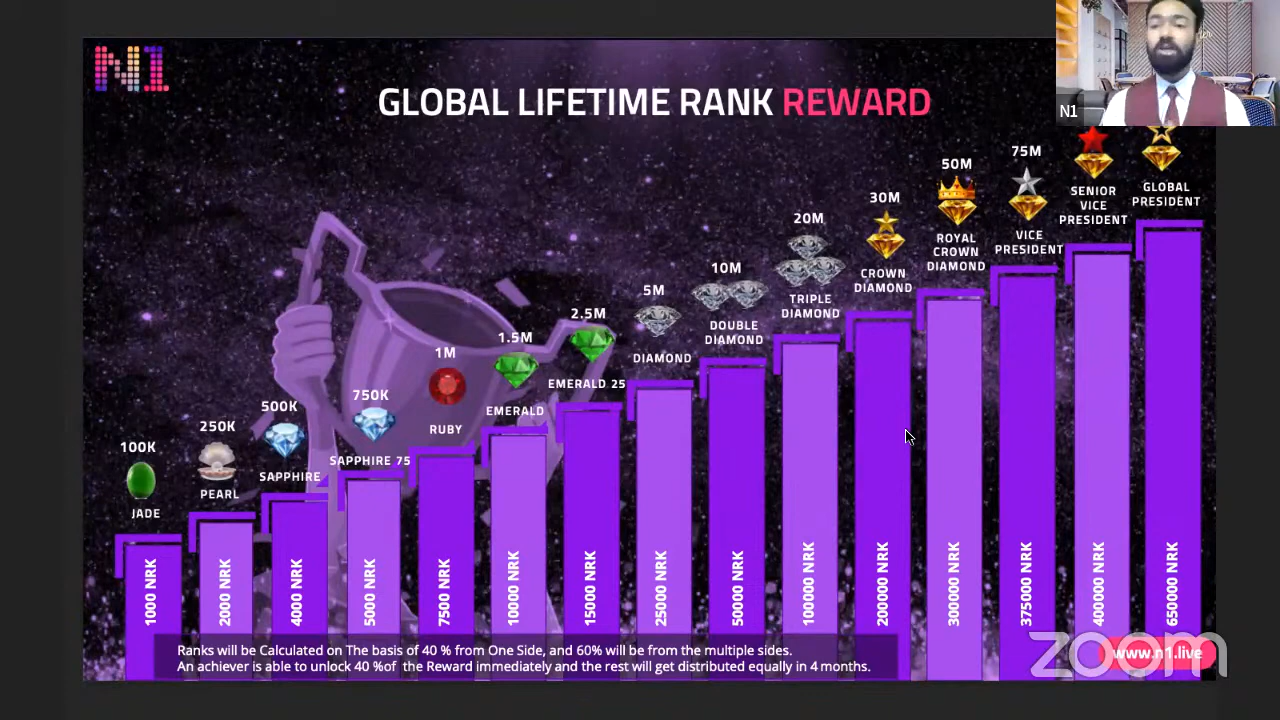 N1
GLOBAL LIFETIME RANK REWARD
N1
100K
JADE
1000 NRK
250K
PEARL
2000 NRK
500K
SAPPHIRE
4000 NRK
750K
SAPPHIRE 75
5000 NRK
1M
RUBY
7500 NRK
1.5M
EMERALD
10000 NRK
2.5M
EMERALD 25
15000 NRK
5M
DIAMOND
25000 NRK
10M
DOUBLE
DIAMOND
50000 NRK
20M
TRIPLE
DIAMOND
100000 NRK
30M
CROWN
DIAMOND
200000 NRK
50M
ROYAL
CROWN
DIAMOND
300000 NRK
75M
VICE
PRESIDENT
375000 NRK
SENIOR
VICE
PRESIDENT
400000 NRK
GLOBAL
PRESIDENT
650000 NRK
Ranks will be Calculated on The basis of 40 % from One Side, and 60% will be from the multiple sides.
An achiever is able to unlock 40 %of the Reward immediately and the rest will get distributed equally in 4 months.
www.n1.live
zoom